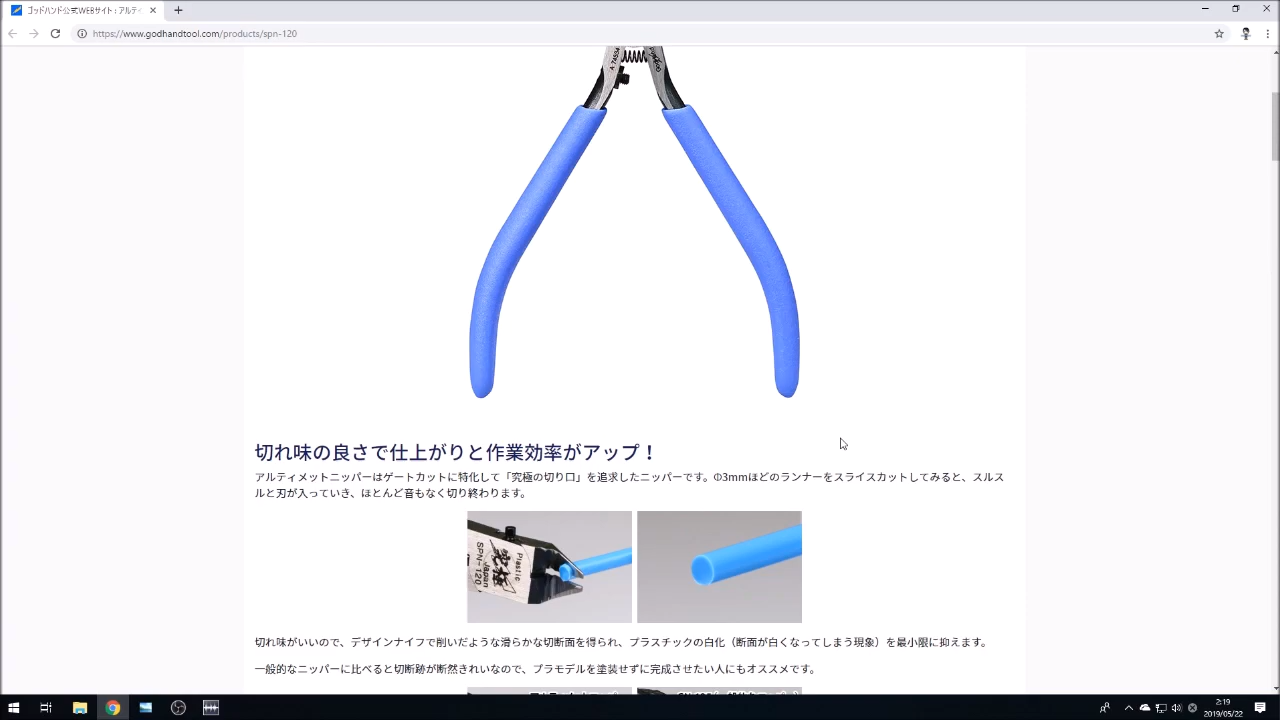 ゴッドハンド公式WEBサイト : アルティ
https://www.godhandtool.com/products/spn-120
切れ味の良さで仕上がりと作業効率がアップ！
アルティメットニッパーはゲートカットに特化して「究極の切り口」を追求したニッパーです。Φ3mmほどのランナーをスライスカットしてみると、スルス
ルと刃が入っていき、ほとんど音もなく切り終わります。
Plastic
究極
Japan
SPN-120
切れ味がいいので、デザインナイフで削いだような滑らかな切断面を得られ、プラスチックの白化（断面が白くなってしまう現象）を最小限に抑えます。
一般的なニッパーに比べると切断跡が断然きれいなので、プラモデルを塗装せずに完成させたい人にもオススメです。
2:19
2019/05/22